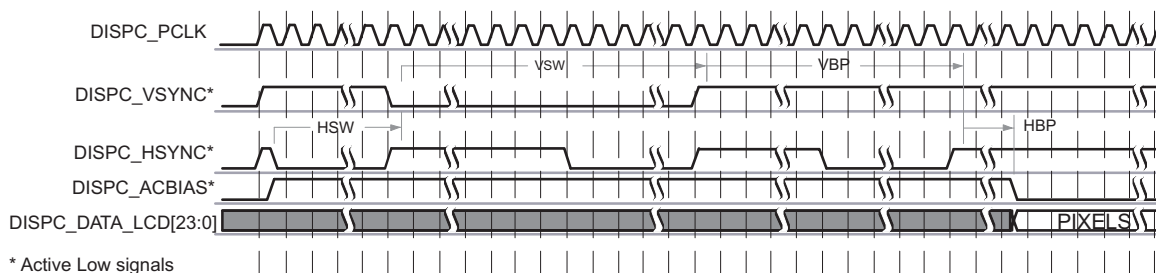 DISPC_PCLK
VSW
VBP
DISPC_VSYNC*
HSW
HBP
DISPC_HSYNC*
DISPC_ACBIAS*
DISPC_DATA_LCD[23:0]
PIXELS
* Active Low signals